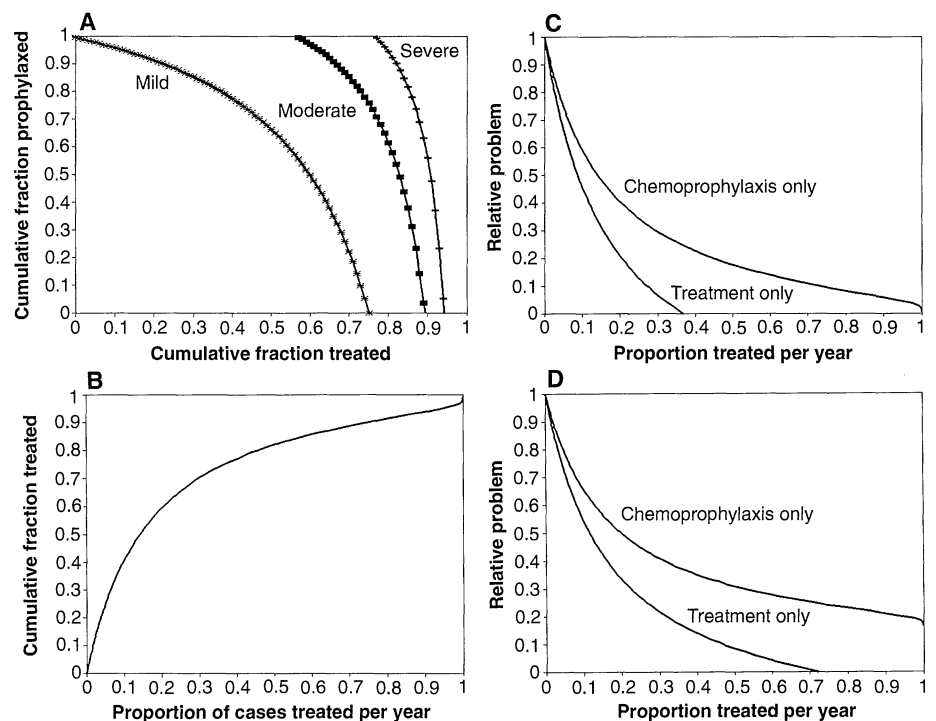 A
Cumulative fraction prophylaxed
1
0.9
0.8
0.7
0.6
0.5
0.4
0.3
0.2
0.1
0
Mild
Moderate
Severe
0 0.1 0.2 0.3 0.4 0.5 0.6 0.7 0.8 0.9 1
Cumulative fraction treated
B
Cumulative fraction treated
1
0.9
0.8
0.7
0.6
0.5
0.4
0.3
0.2
0.1
0
0 0.1 0.2 0.3 0.4 0.5 0.6 0.7 0.8 0.9 1
Proportion of cases treated per year
C
Relative problem
1
0.9
0.8
0.7
0.6
0.5
0.4
0.3
0.2
0.1
0
Chemoprophylaxis only
Treatment only
0 0.1 0.2 0.3 0.4 0.5 0.6 0.7 0.8 0.9 1
Proportion treated per year
D
Relative problem
1
0.9
0.8
0.7
0.6
0.5
0.4
0.3
0.2
0.1
0
Chemoprophylaxis only
Treatment only
0 0.1 0.2 0.3 0.4 0.5 0.6 0.7 0.8 0.9 1
Proportion treated per year